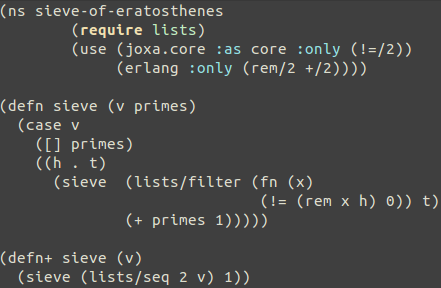 (ns sieve-of-eratosthenes
        (require lists)
        (use (joxa.core :as core :only (!=/2))
             (erlang :only (rem/2 +/2))))

(defn sieve (v primes)
  (case v
    ([] primes)
    ((h . t)
      (sieve  (lists/filter (fn (x)
                              (!= (rem x h) 0)) t)
              (+ primes 1)))))

(defn+ sieve (v)
  (sieve (lists/seq 2 v) 1))